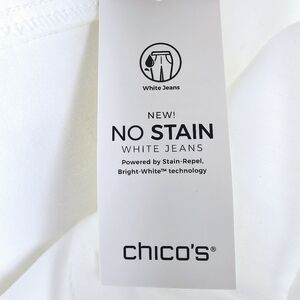 White Jeans
NEW!
NO STAIN
WHITE JEANS
Powered by Stain-Repel,
Bright-White™ technology
chico's®